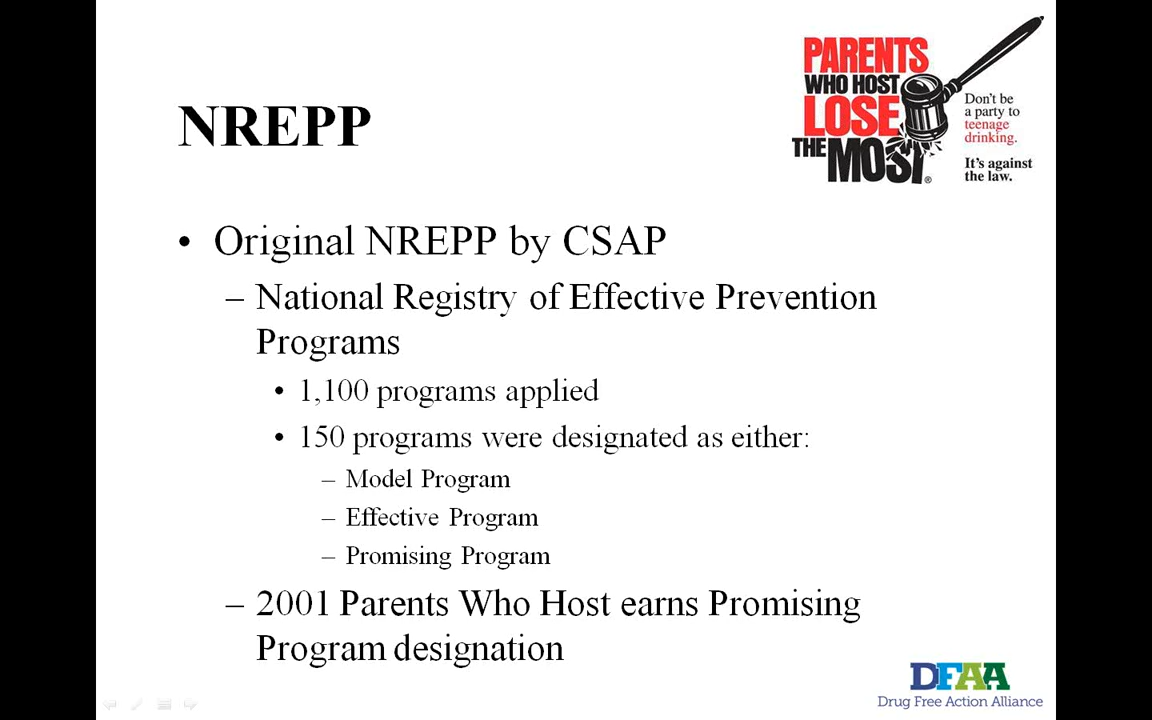 PARENTS
WHO HOST
LOSE
THE MOST®
Don't be
a party to
teenage
drinking.
It's against
the law.
NREPP
• Original NREPP by CSAP
– National Registry of Effective Prevention
Programs
• 1,100 programs applied
• 150 programs were designated as either:
– Model Program
– Effective Program
– Promising Program
– 2001 Parents Who Host earns Promising
Program designation
DFAA
Drug Free Action Alliance